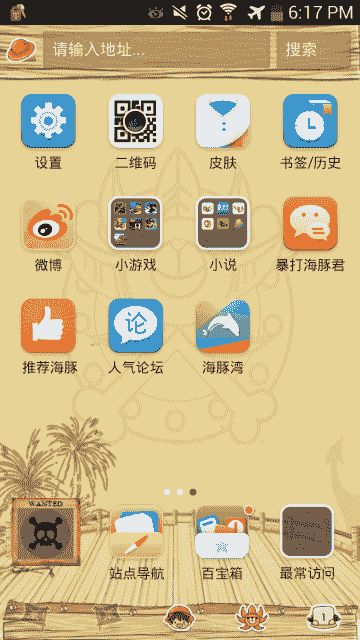 6:17 PM
请输入地址... 搜索
设置 二维码 皮肤 书签/历史
微博 小游戏 小说 暴打海豚君
论
推荐海豚 人气论坛 海豚湾
WANTED
站点导航 百宝箱 最常访问
1